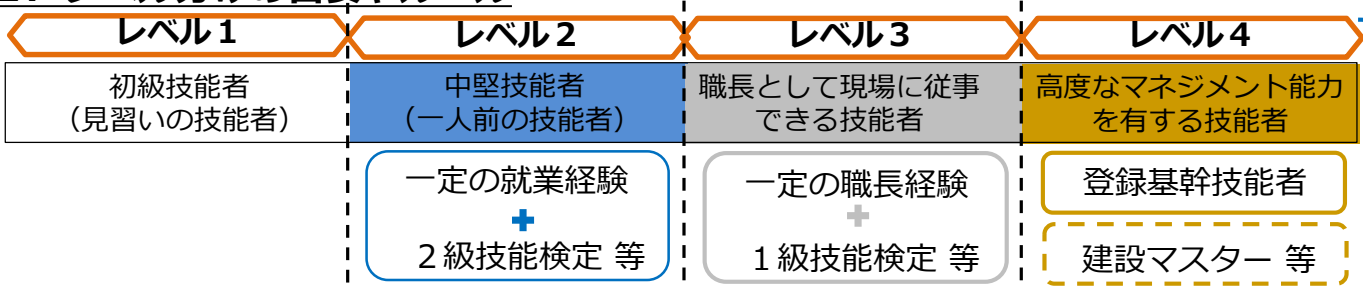 レベル1
レベル2
レベル3
レベル4
初級技能者
（見習いの技能者）
中堅技能者
（一人前の技能者）
職長として現場に従事
できる技能者
高度なマネジメント能力
を有する技能者
一定の就業経験
+
２級技能検定 等
一定の職長経験
+
１級技能検定 等
登録基幹技能者
建設マスター 等